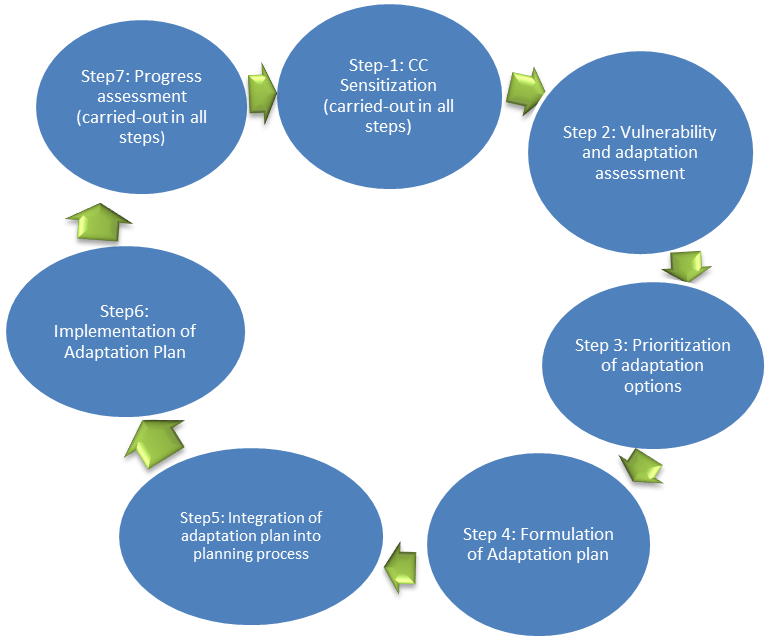 Step-1: CC
Sensitization
(carried-out in all
steps)
Step 2: Vulnerability
and adaptation
assessment
Step 3: Prioritization
of adaptation
options
Step 4: Formulation
of Adaptation plan
Step5: Integration of
adaptation plan into
planning process
Step6:
Implementation of
Adaptation Plan
Step7: Progress
assessment
(carried-out in all
steps)